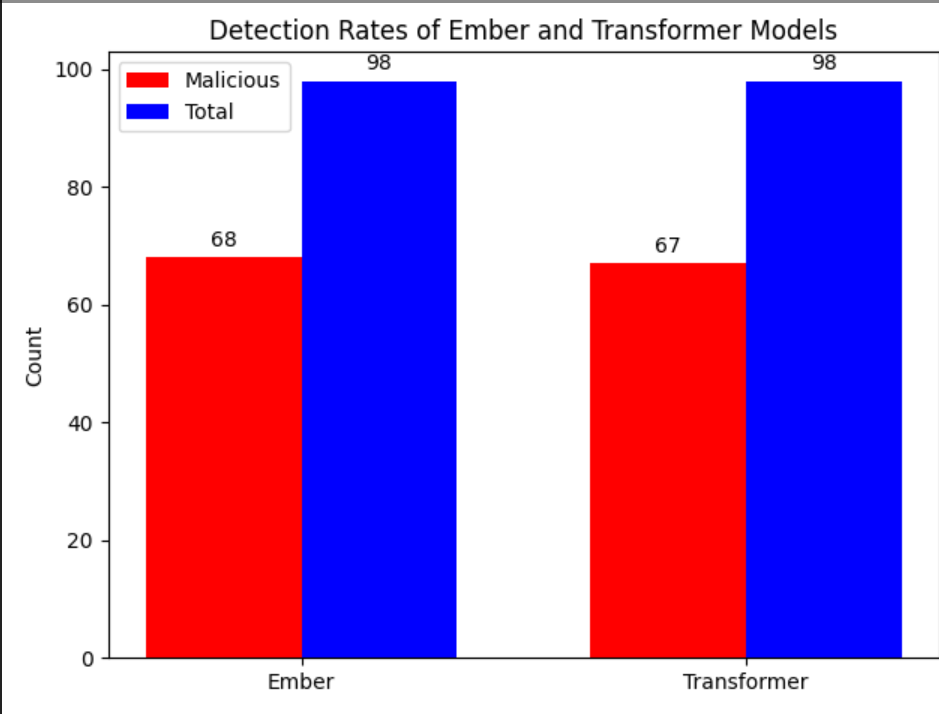 Detection Rates of Ember and Transformer Models
Malicious
Total
100
80
60
40
20
0
Count
68
98
67
98
Ember
Transformer